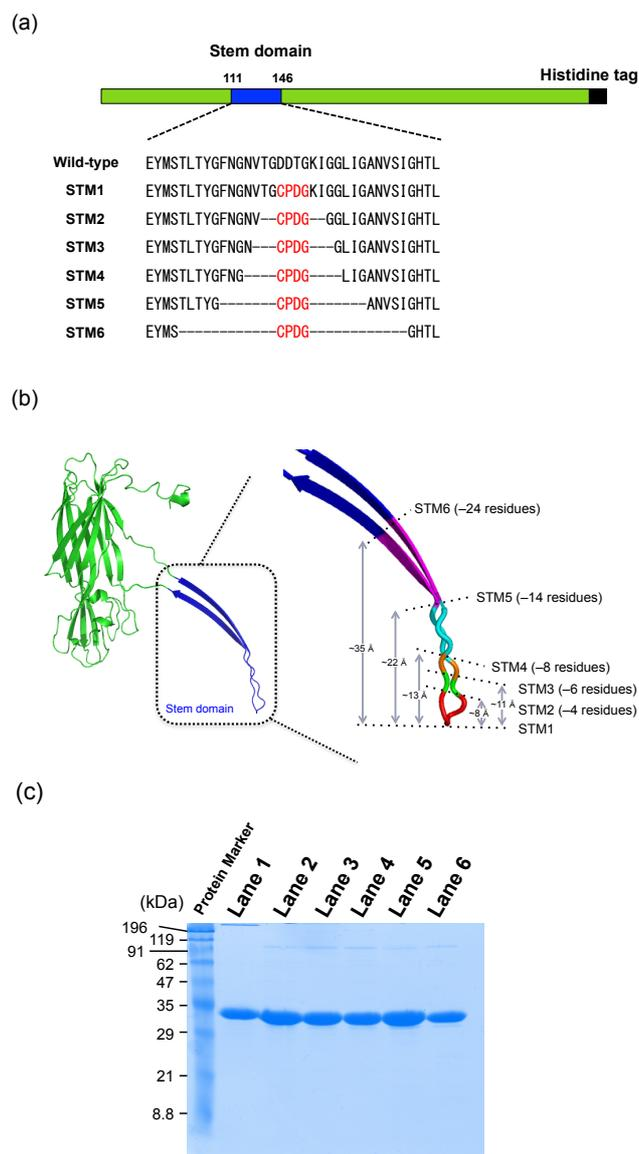 (a)
Stem domain
111 146 Histidine tag
Wild-type EYMSTLTYGFNGNVTGDDTGKIGGLIGANVSIGHTL
STM1 EYMSTLTYGFNGNVTGCPDGKIGGLIGANVSIGHTL
STM2 EYMSTLTYGFNGNV--CPDG--GGLIGANVSIGHTL
STM3 EYMSTLTYGFNGN---CPDG---GLIGANVSIGHTL
STM4 EYMSTLTYGFNG----CPDG----LIGANVSIGHTL
STM5 EYMSTLTYG-------CPDG-------ANVSIGHTL
STM6 EYMS------------CPDG------------GHTL
(b)
STM6 (–24 residues)
STM5 (–14 residues)
STM4 (–8 residues)
STM3 (–6 residues)
STM2 (–4 residues)
STM1
~35 Å
~22 Å
~13 Å
~8 Å
~11 Å
Stem domain
(c)
(kDa)
Protein Marker
Lane 1
Lane 2
Lane 3
Lane 4
Lane 5
Lane 6
196
119
91
62
47
35
29
21
8.8